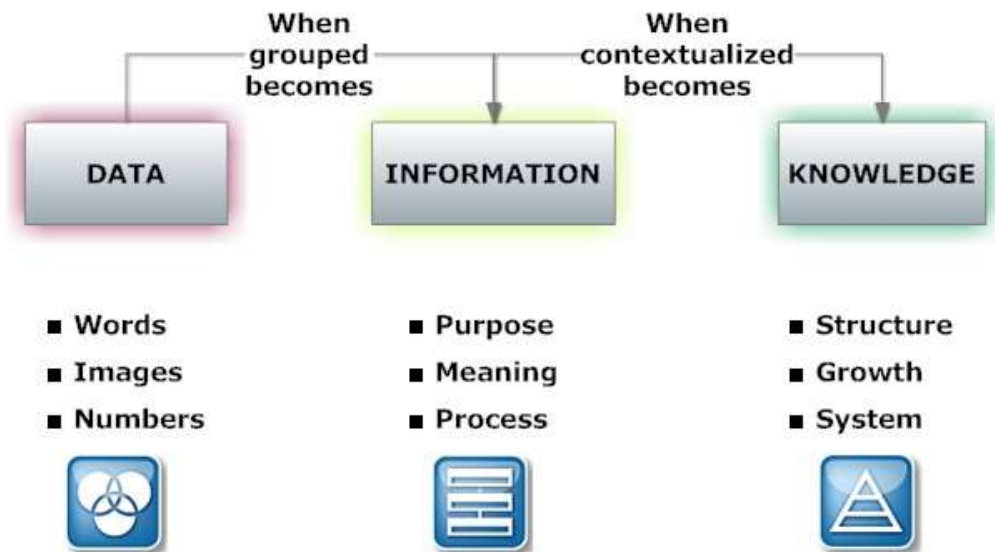 When
grouped
becomes
When
contextualized
becomes
DATA
INFORMATION
KNOWLEDGE
■ Words
■ Images
■ Numbers
■ Purpose
■ Meaning
■ Process
■ Structure
■ Growth
■ System